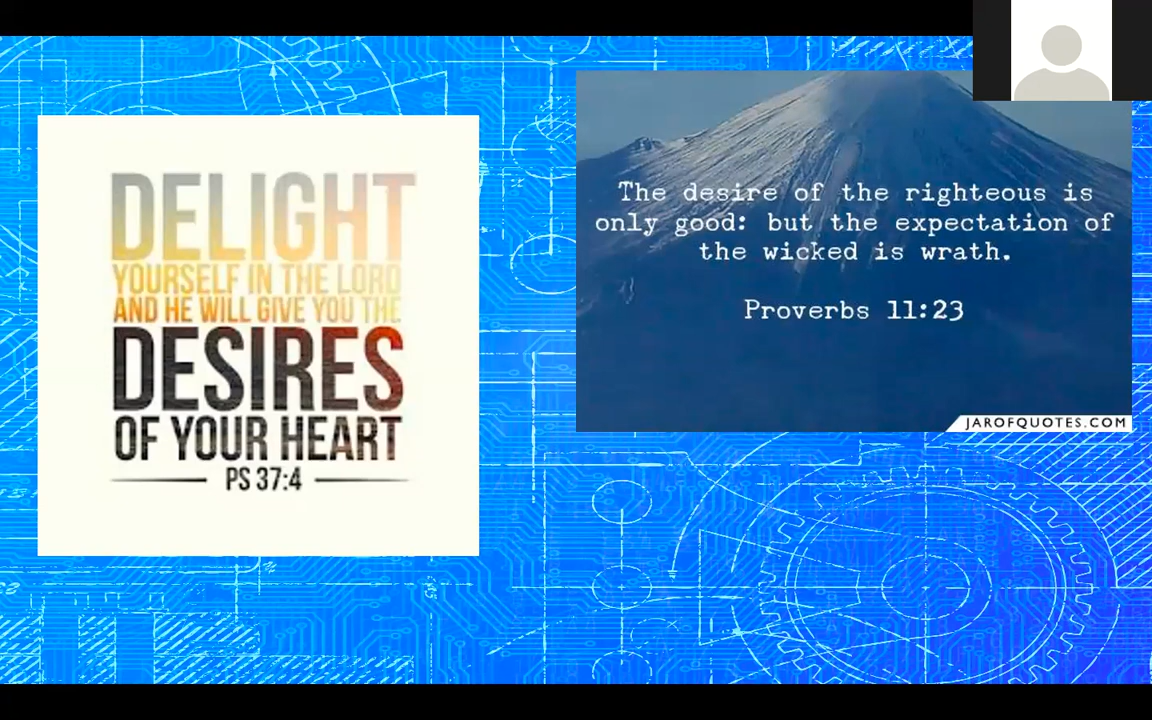 DELIGHT
YOURSELF IN THE LORD
AND HE WILL GIVE YOU THE
DESIRES
OF YOUR HEART
PS 37:4
The desire of the righteous is
only good: but the expectation of
the wicked is wrath.
Proverbs 11:23
JAROFQUOTES.COM